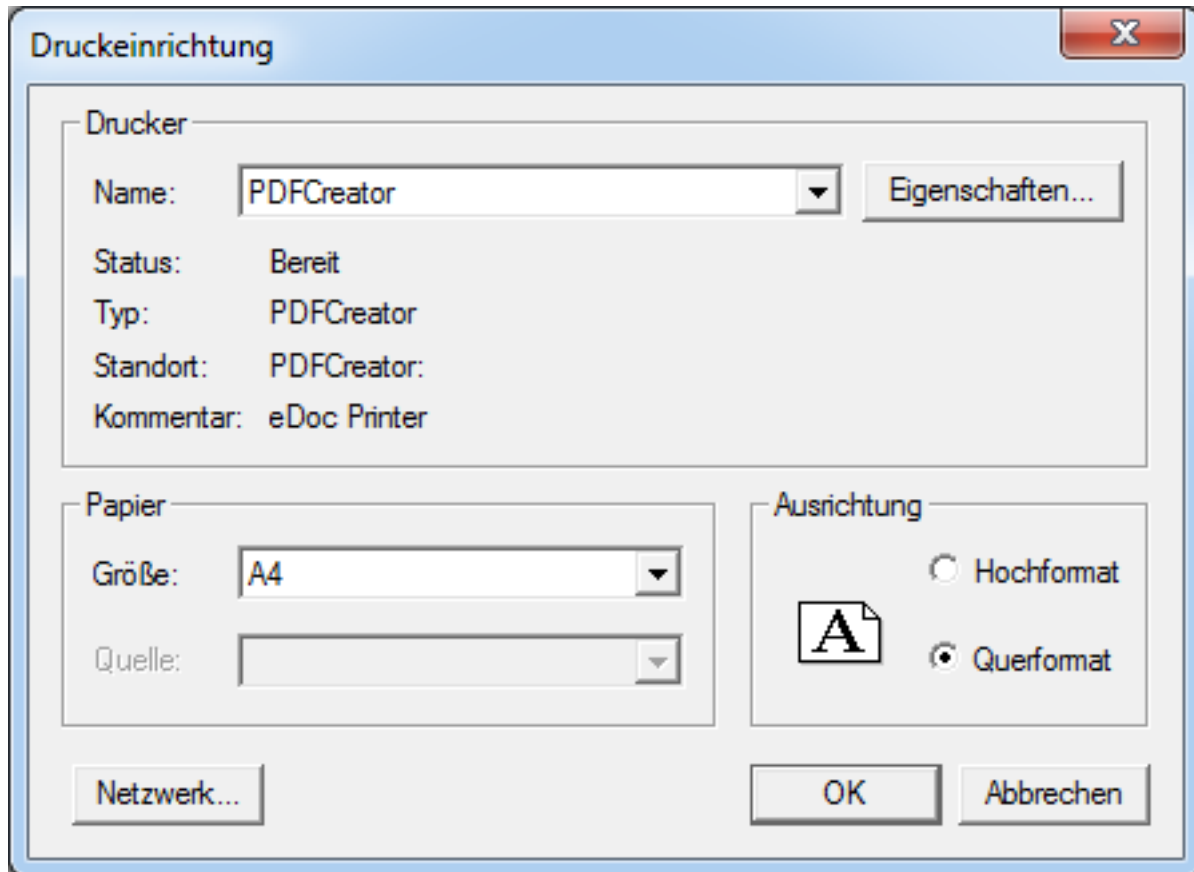 Druckeinrichtung
Drucker
Name: PDFCreator Eigenschaften...
Status: Bereit
Typ: PDFCreator
Standort: PDFCreator:
Kommentar: eDoc Printer
Papier
Größe: A4
Quelle:
Ausrichtung
A
Hochformat
Querformat
Netzwerk... OK Abbrechen